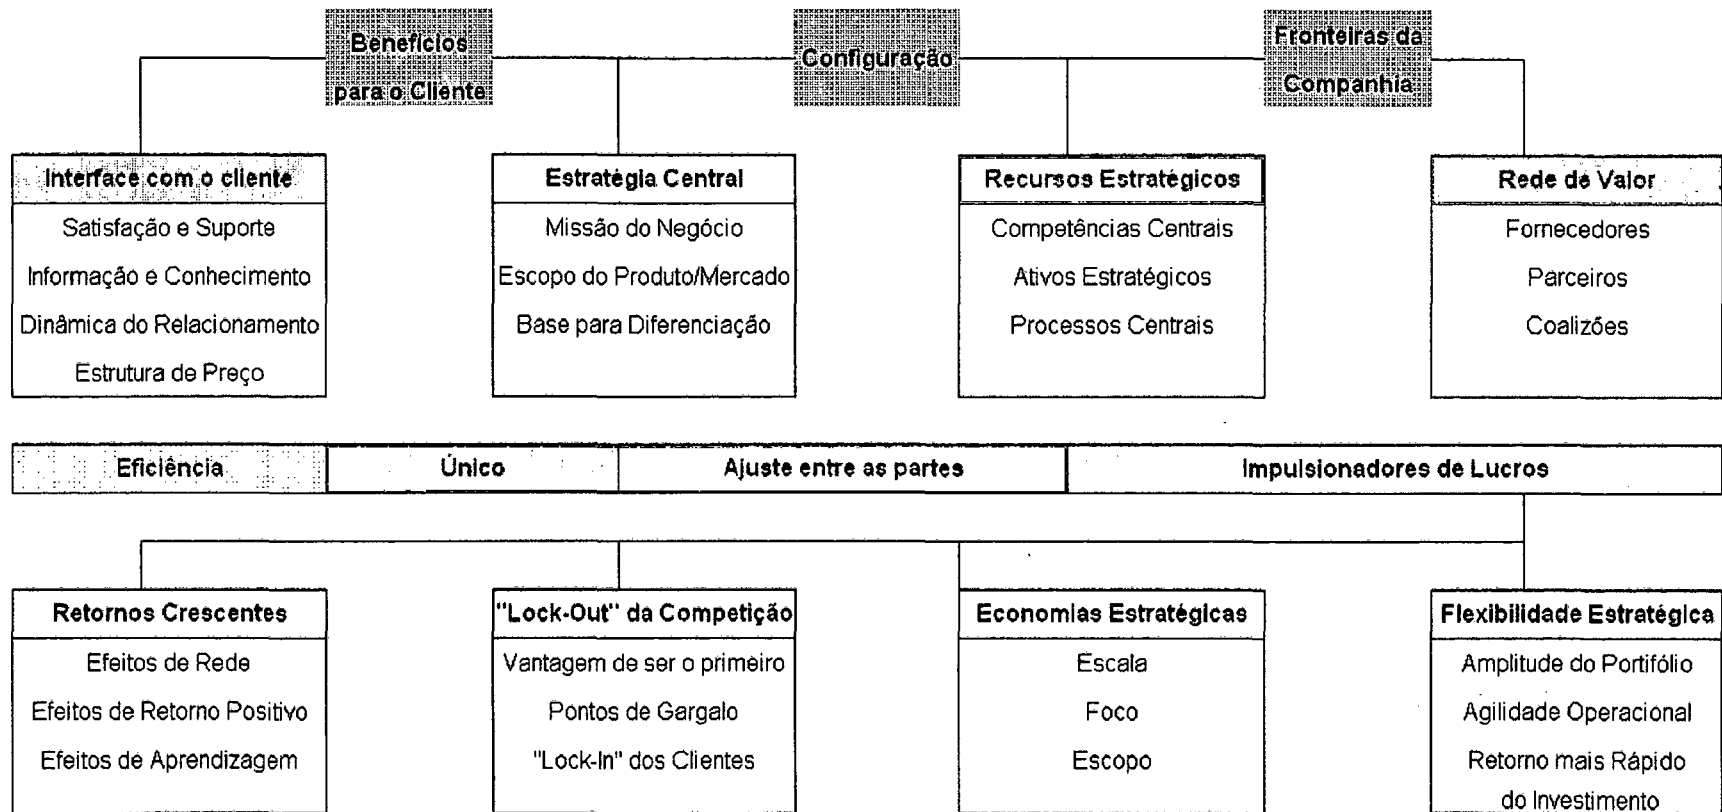 Benefícios
para o Cliente
Configuração
Fronteiras da
Companhia
Interface com o cliente
Satisfação e Suporte
Informação e Conhecimento
Dinâmica do Relacionamento
Estrutura de Preço
Estratégia Central
Missão do Negócio
Escopo do Produto/Mercado
Base para Diferenciação
Recursos Estratégicos
Competências Centrais
Ativos Estratégicos
Processos Centrais
Rede de Valor
Fornecedores
Parceiros
Coalizões
Eficiência
Único
Ajuste entre as partes
Impulsionadores de Lucros
Retornos Crescentes
Efeitos de Rede
Efeitos de Retorno Positivo
Efeitos de Aprendizagem
"Lock-Out" da Competição
Vantagem de ser o primeiro
Pontos de Gargalo
"Lock-In" dos Clientes
Economias Estratégicas
Escala
Foco
Escopo
Flexibilidade Estratégica
Amplitude do Portifólio
Agilidade Operacional
Retorno mais Rápido
do Investimento